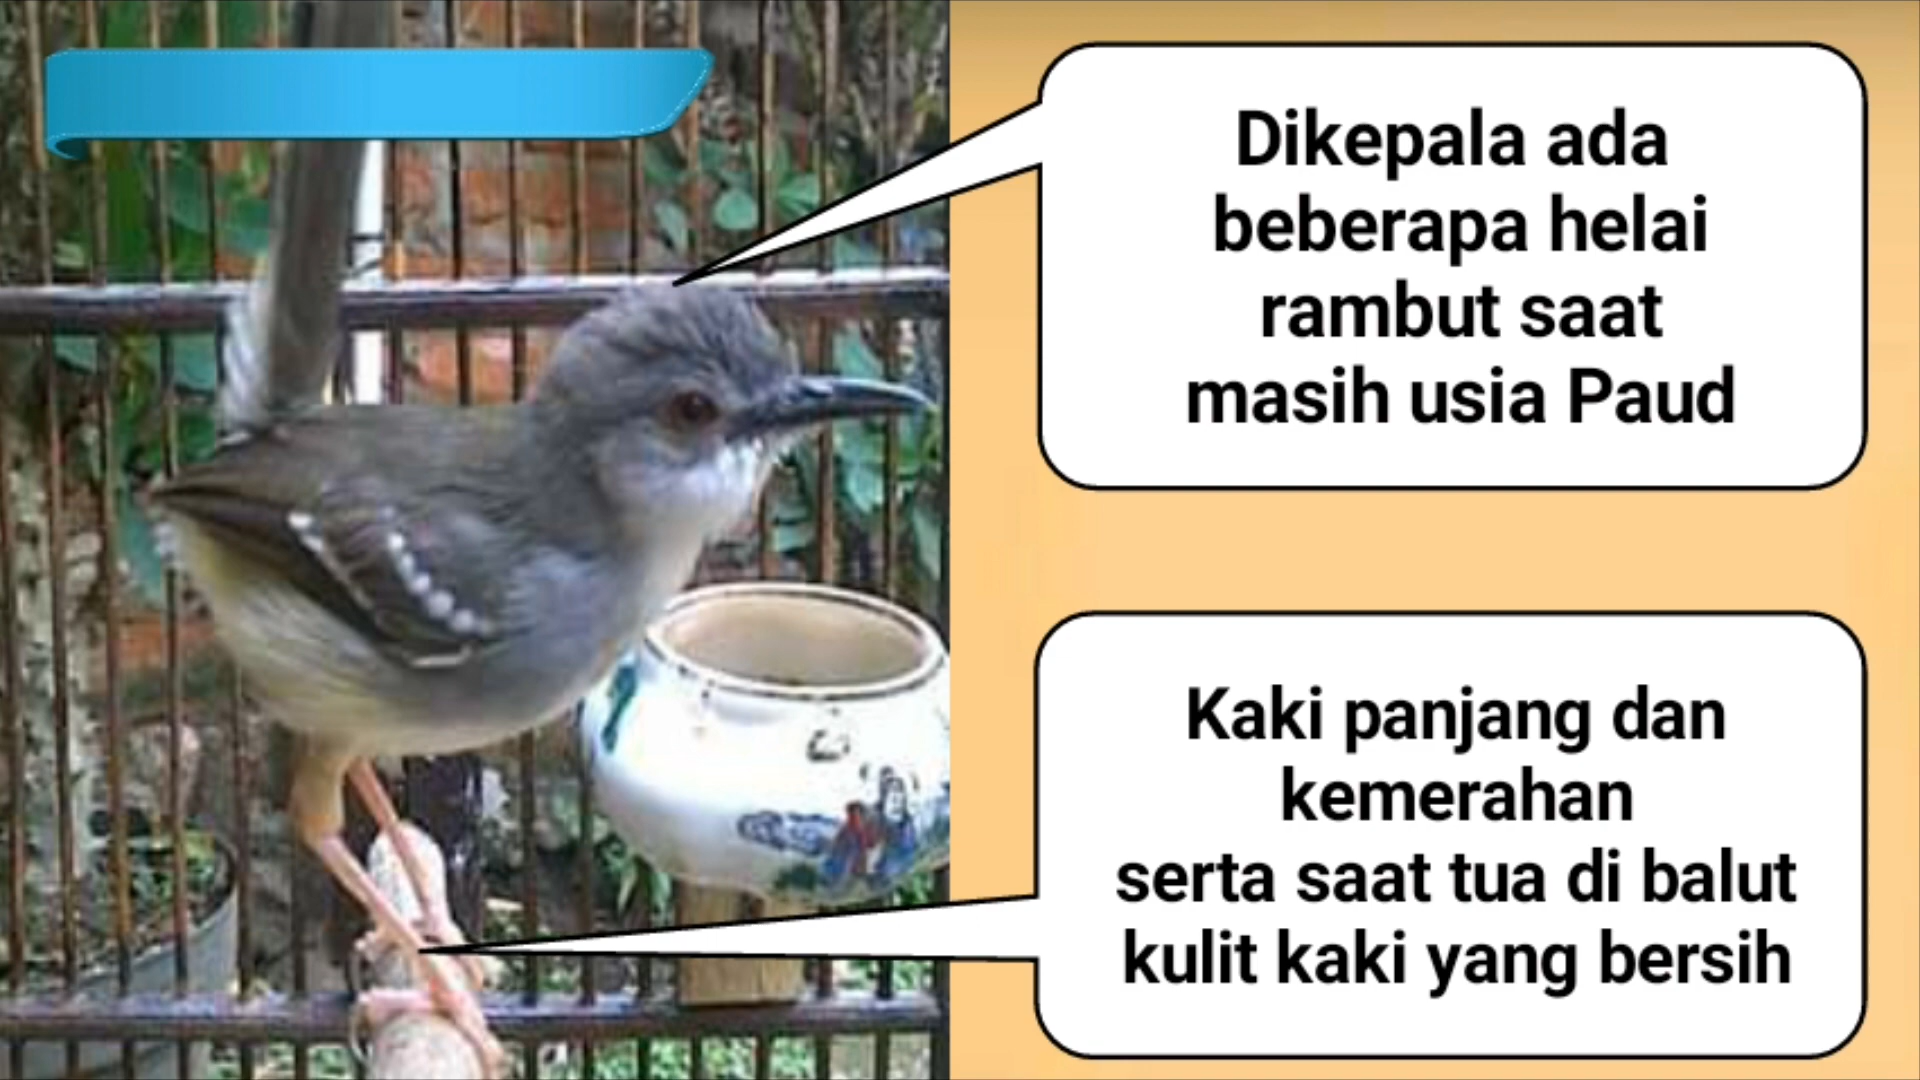 Dikepala ada
beberapa helai
rambut saat
masih usia Paud
Kaki panjang dan
kemerahan
serta saat tua di balut
kulit kaki yang bersih